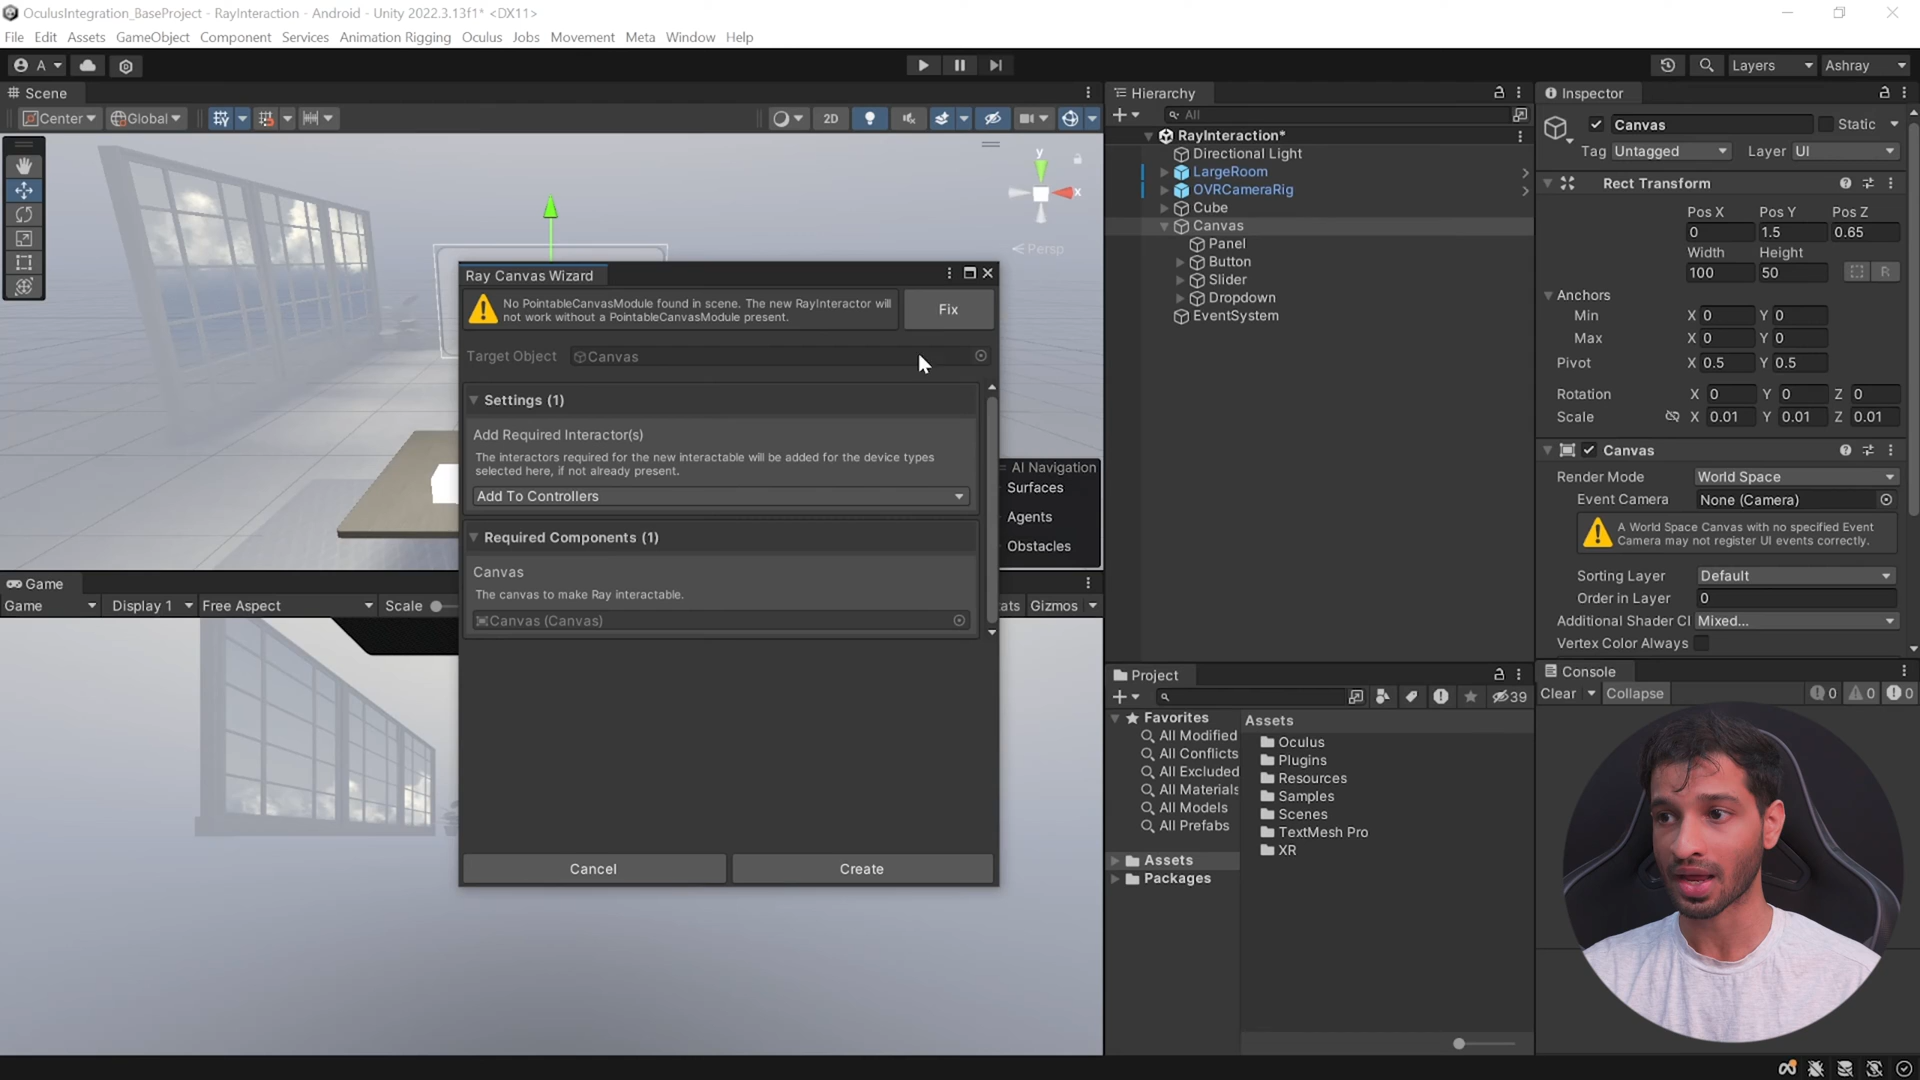 OculusIntegration_BaseProject - RayInteraction - Android - Unity 2022.3.13f1* <DX11>
File Edit Assets GameObject Component Services Animation Rigging Oculus Jobs Movement Meta Window Help
A
Layers
Ashray
Scene
Center
Global
2D
y
x
Persp
AI Navigation
Surfaces
Agents
Obstacles
Ray Canvas Wizard
No PointableCanvasModule found in scene. The new RayInteractor will
not work without a PointableCanvasModule present.
Fix
Target Object Canvas
Settings (1)
Add Required Interactor(s)
The interactors required for the new interactable will be added for the device types
selected here, if not already present.
Add To Controllers
Required Components (1)
Canvas
The canvas to make Ray interactable.
Canvas (Canvas)
Cancel
Create
Game
Game Display 1 Free Aspect Scale
ats Gizmos
Hierarchy
All
RayInteraction*
Directional Light
LargeRoom
OVRCameraRig
Cube
Canvas
Panel
Button
Slider
Dropdown
EventSystem
Project
39
Favorites
All Modified
All Conflicts
All Excluded
All Materials
All Models
All Prefabs
Assets
Packages
Assets
Oculus
Plugins
Resources
Samples
Scenes
TextMesh Pro
XR
Inspector
Canvas
Static
Tag Untagged Layer UI
Rect Transform
Pos X Pos Y Pos Z
0 1.5 0.65
Width Height
100 50
R
Anchors
Min X 0 Y 0
Max X 0 Y 0
Pivot X 0.5 Y 0.5
Rotation X 0 Y 0 Z 0
Scale X 0.01 Y 0.01 Z 0.01
Canvas
Render Mode World Space
Event Camera None (Camera)
A World Space Canvas with no specified Event
Camera may not register UI events correctly.
Sorting Layer Default
Order in Layer 0
Additional Shader Cl Mixed...
Vertex Color Always
Console
Clear Collapse 0 0 0